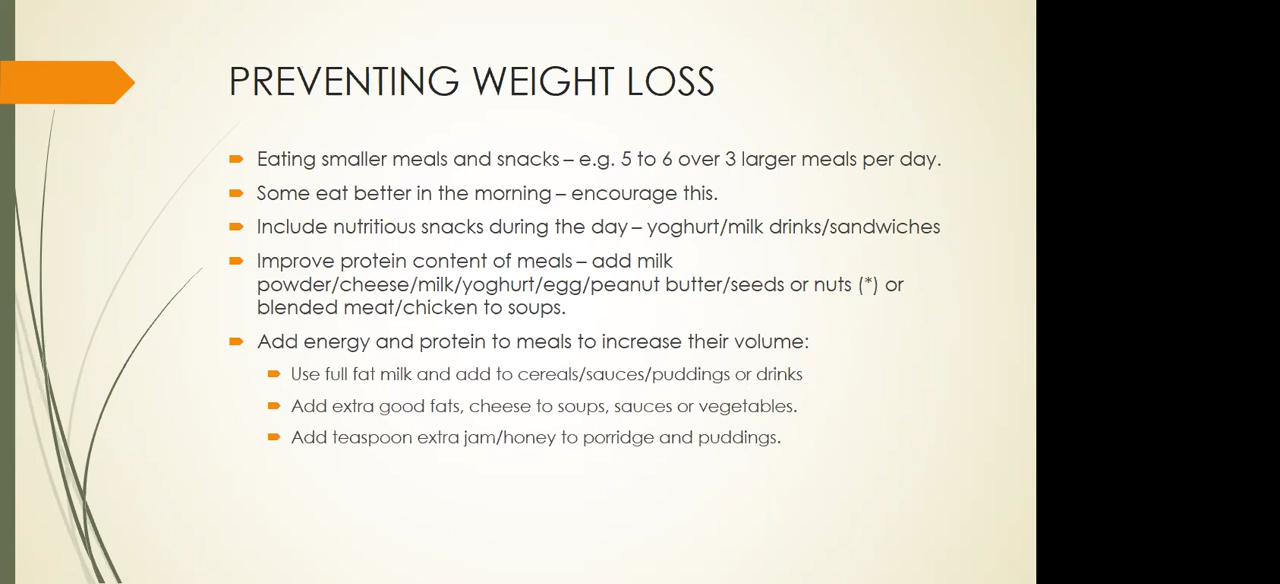 PREVENTING WEIGHT LOSS
Eating smaller meals and snacks – e.g. 5 to 6 over 3 larger meals per day.
Some eat better in the morning – encourage this.
Include nutritious snacks during the day – yoghurt/milk drinks/sandwiches
Improve protein content of meals – add milk
powder/cheese/milk/yoghurt/egg/peanut butter/seeds or nuts (*) or
blended meat/chicken to soups.
Add energy and protein to meals to increase their volume:
Use full fat milk and add to cereals/sauces/puddings or drinks
Add extra good fats, cheese to soups, sauces or vegetables.
Add teaspoon extra jam/honey to porridge and puddings.